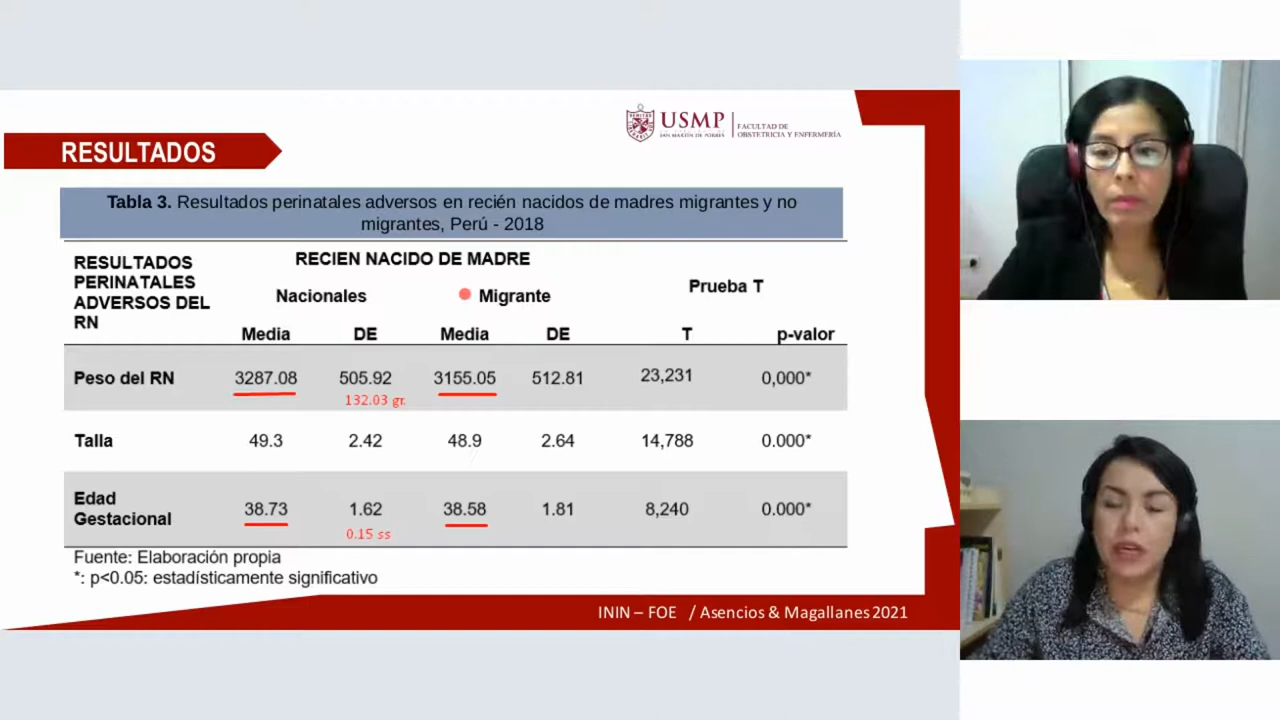 USMP
SAN MARTIN DE PORRES
FACULTAD DE
OBSTETRICIA Y ENFERMERÍA
RESULTADOS
Tabla 3. Resultados perinatales adversos en recién nacidos de madres migrantes y no
migrantes, Perú - 2018
RESULTADOS
PERINATALES
ADVERSOS DEL
RN
RECIEN NACIDO DE MADRE
Nacionales
Migrante
Prueba T
Media DE Media DE T p-valor
Peso del RN 3287.08 505.92 3155.05 512.81 23,231 0,000*
132.03 gr.
Talla 49.3 2.42 48.9 2.64 14,788 0.000*
Edad
Gestacional 38.73 1.62 38.58 1.81 8,240 0.000*
0.15 ss
Fuente: Elaboración propia
*: p<0.05: estadísticamente significativo
ININ – FOE / Asencios & Magallanes 2021